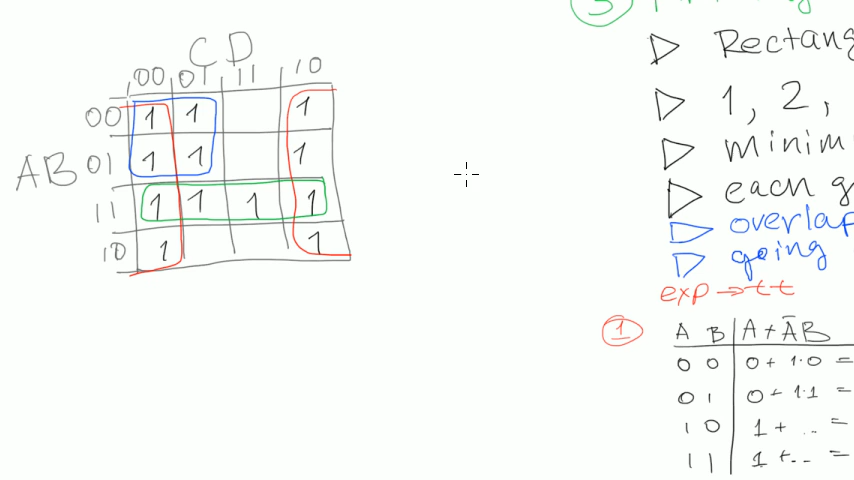 CD
00 01 11 10
AB
00 1 1 1
01 1 1 1
11 1 1 1 1
10 1 1
3
Rectang
1, 2,
minim
each g
overlap
going
exp → tt
1
A B A + ĀB
0 0 0 + 1·0 =
0 1 0 + 1·1 =
1 0 1 + .. =
1 1 1 + .. =